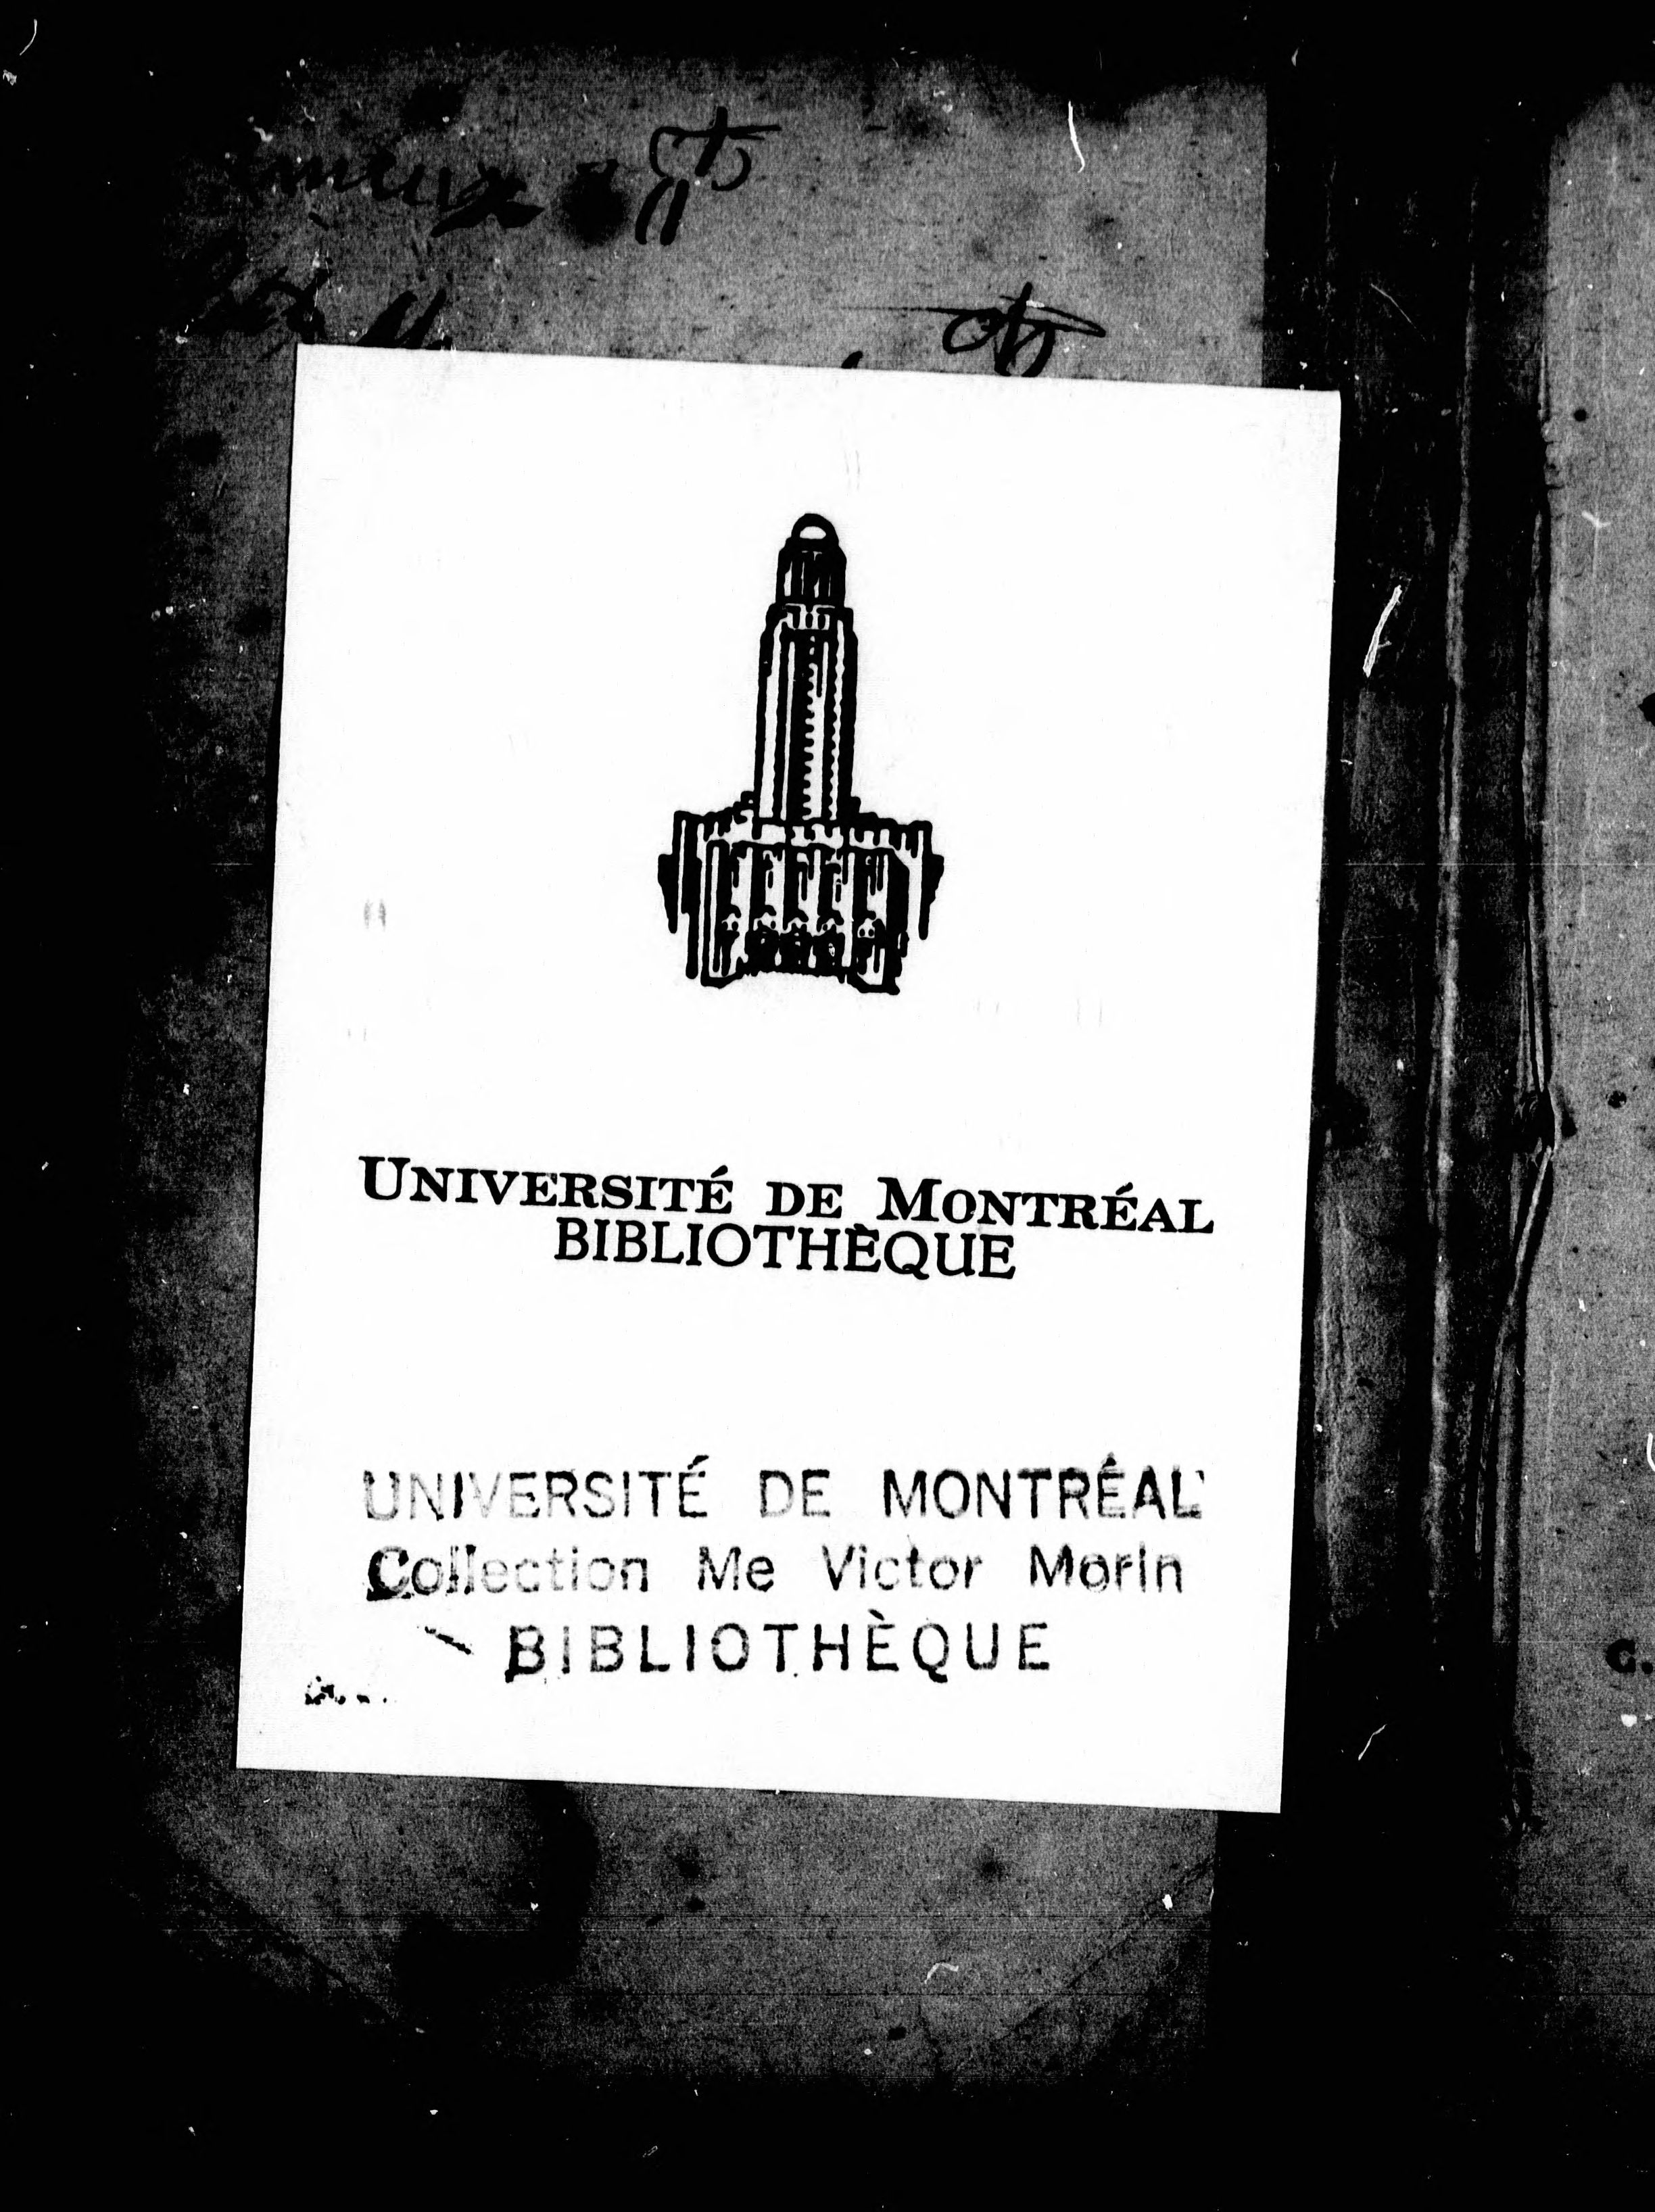 UNIVERSITÉ DE MONTRÉAL
BIBLIOTHÈQUE
UNIVERSITÉ DE MONTRÉAL
Collection Me Victor Morin
BIBLIOTHÈQUE
G.